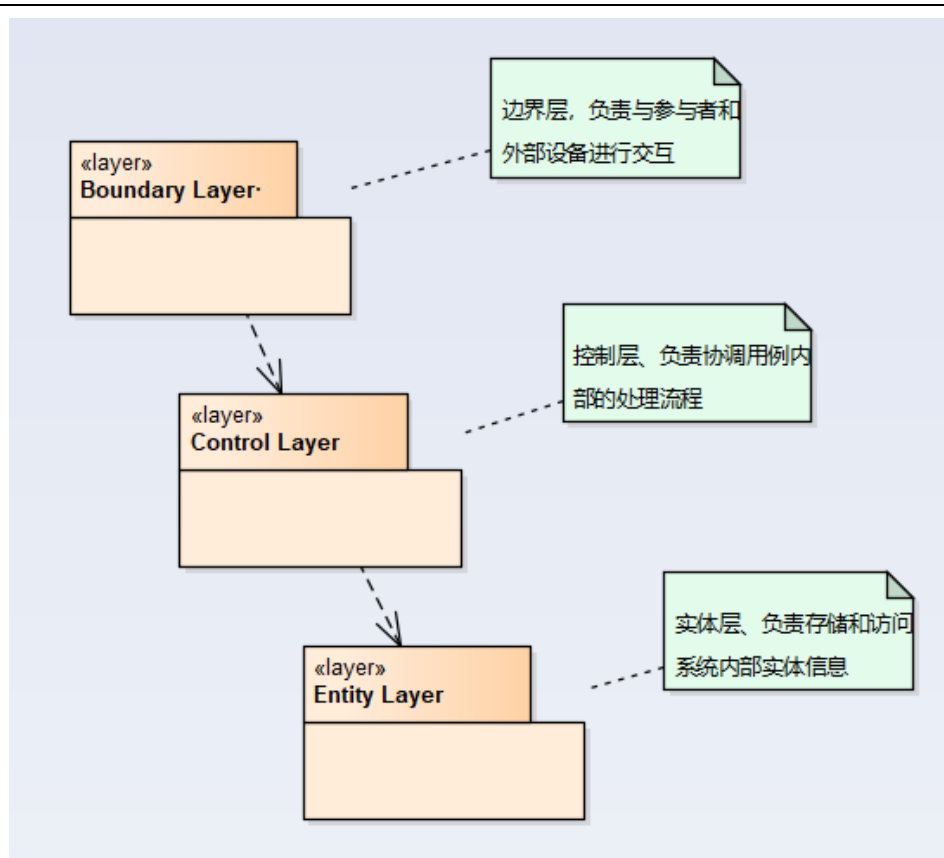 边界层，负责与参与者和
外部设备进行交互
«layer»
Boundary Layer·
控制层、负责协调用例内
部的处理流程
«layer»
Control Layer
实体层、负责存储和访问
系统内部实体信息
«layer»
Entity Layer